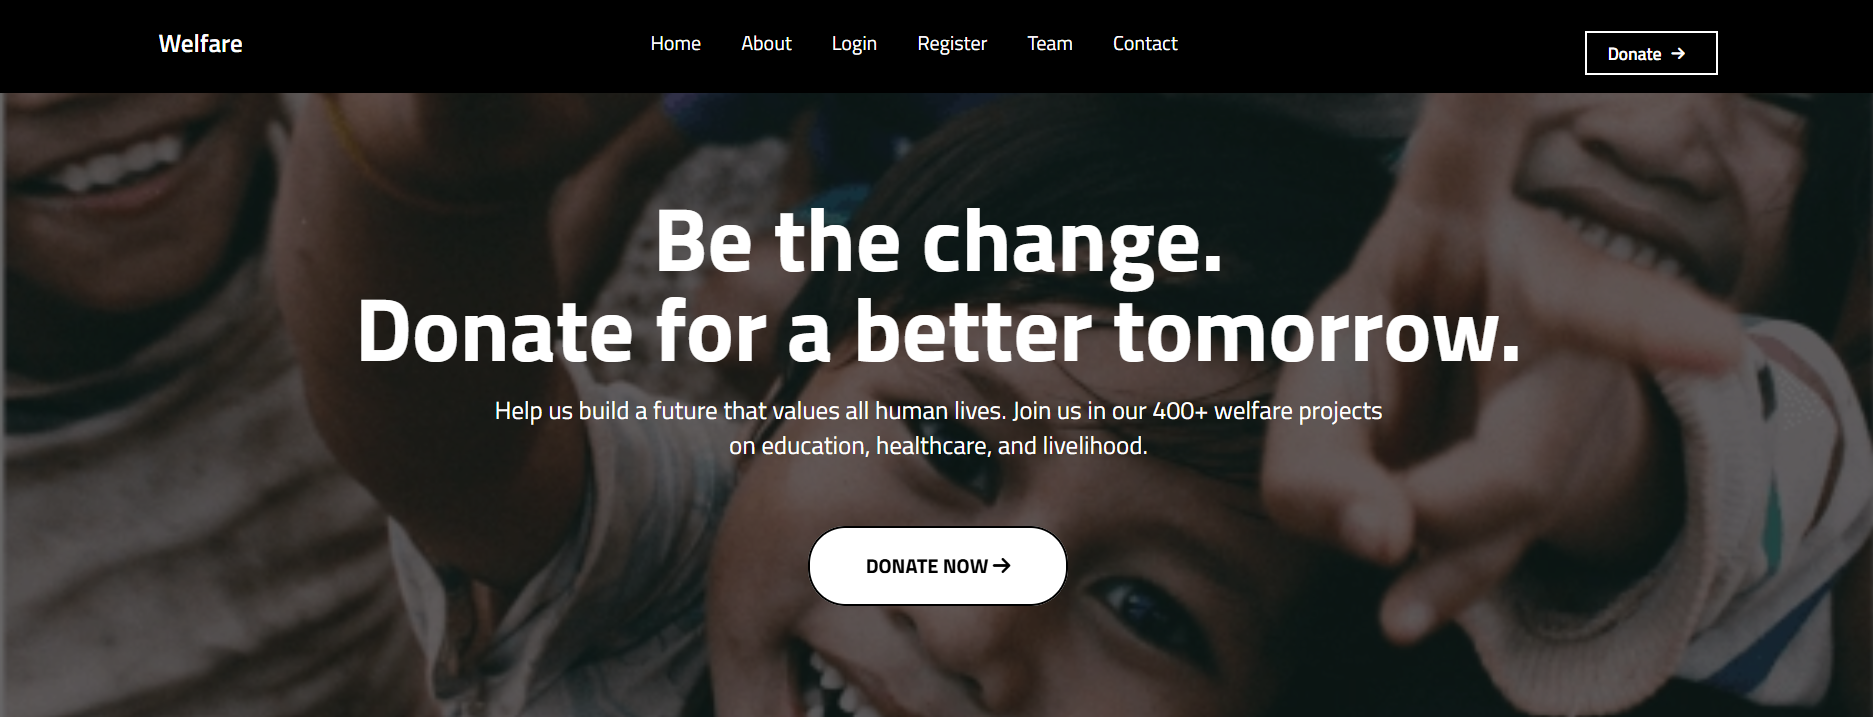 Welfare
Home About Login Register Team Contact
Donate
Be the change.
Donate for a better tomorrow.
Help us build a future that values all human lives. Join us in our 400+ welfare projects
on education, healthcare, and livelihood.
DONATE NOW